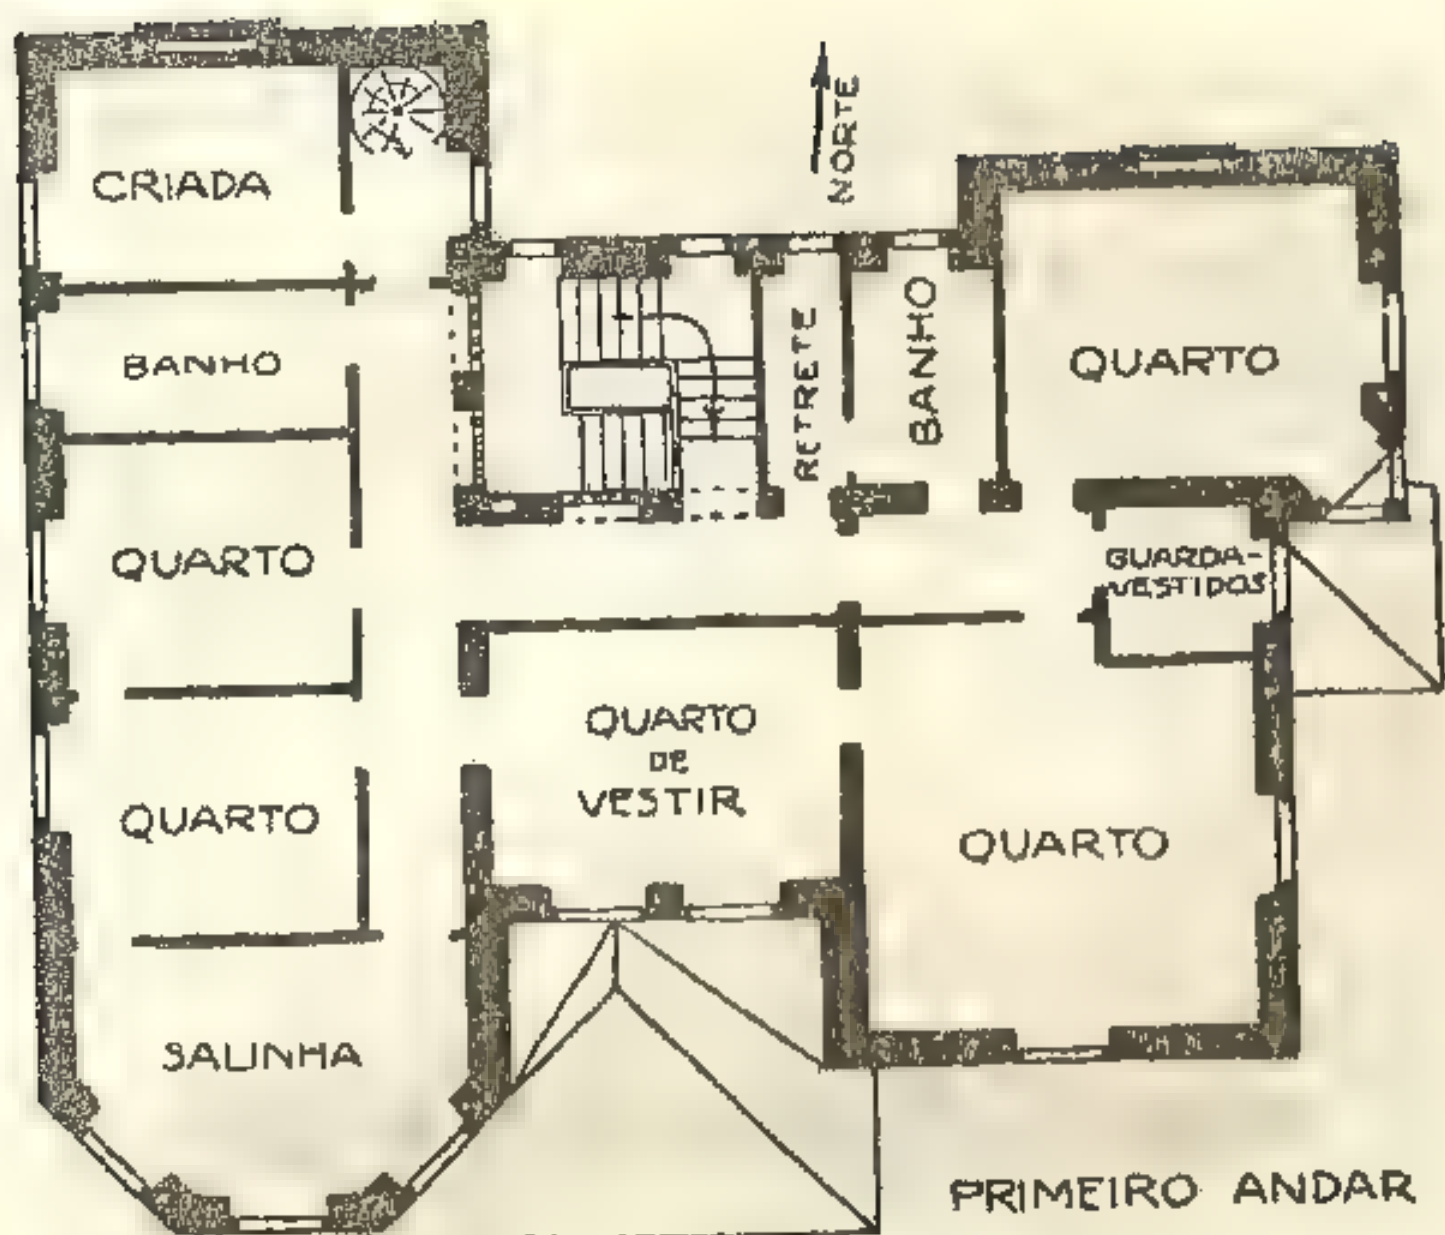 NORTE
CRIADA
BANHO
RETRETE
BANHO
QUARTO
QUARTO
GUARDA-
VESTIDOS
QUARTO
DE
VESTIR
QUARTO
QUARTO
SALINHA
PRIMEIRO ANDAR